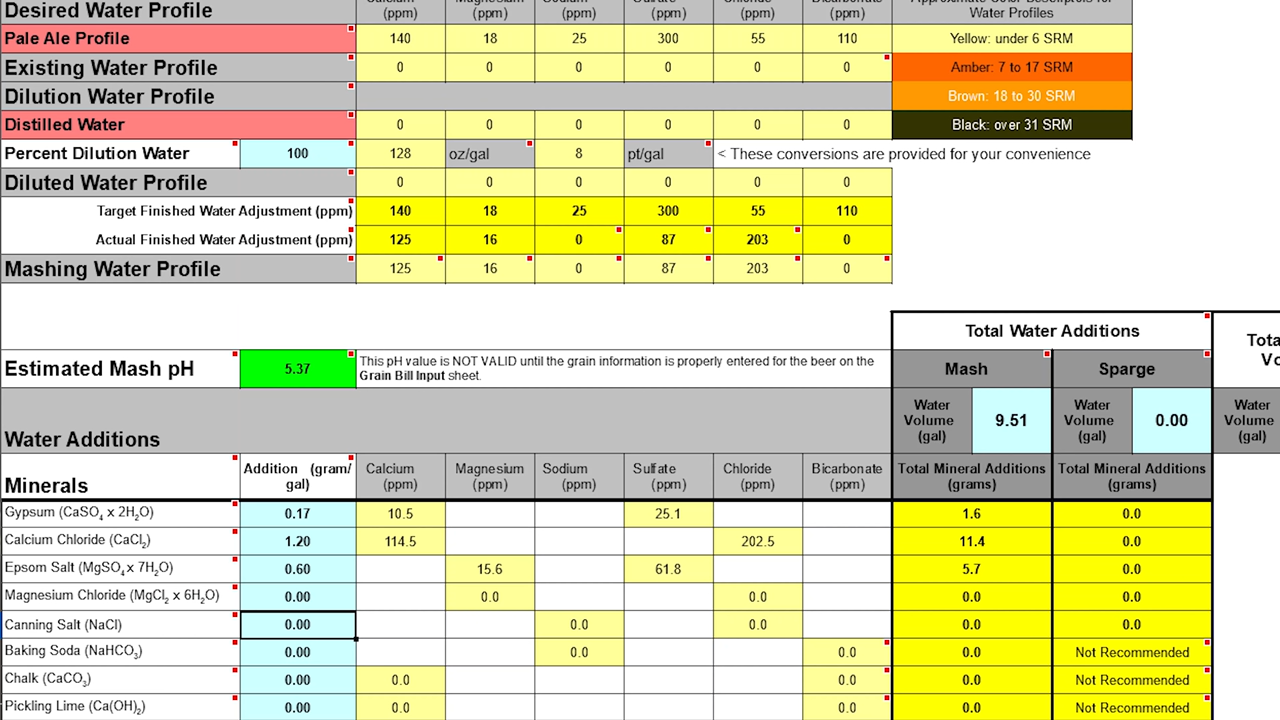 Desired Water Profile (ppm) (ppm) (ppm) (ppm) (ppm) (ppm) Water Profiles
Pale Ale Profile 140 18 25 300 55 110 Yellow: under 6 SRM
Existing Water Profile 0 0 0 0 0 0 Amber: 7 to 17 SRM
Dilution Water Profile Brown: 18 to 30 SRM
Distilled Water 0 0 0 0 0 0 Black: over 31 SRM
Percent Dilution Water 100 128 oz/gal 8 pt/gal < These conversions are provided for your convenience
Diluted Water Profile 0 0 0 0 0 0
Target Finished Water Adjustment (ppm) 140 18 25 300 55 110
Actual Finished Water Adjustment (ppm) 125 16 0 87 203 0
Mashing Water Profile 125 16 0 87 203 0
Total Water Additions
Estimated Mash pH 5.37 This pH value is NOT VALID until the grain information is properly entered for the beer on the
Grain Bill Input sheet.
Mash Sparge
Water Additions
Water Volume (gal) 9.51 Water Volume (gal) 0.00 Water Volume (gal)
Minerals Addition (gram/gal) Calcium (ppm) Magnesium (ppm) Sodium (ppm) Sulfate (ppm) Chloride (ppm) Bicarbonate (ppm) Total Mineral Additions (grams) Total Mineral Additions (grams)
Gypsum (CaSO₄ x 2H₂O) 0.17 10.5 25.1 1.6 0.0
Calcium Chloride (CaCl₂) 1.20 114.5 202.5 11.4 0.0
Epsom Salt (MgSO₄ x 7H₂O) 0.60 15.6 61.8 5.7 0.0
Magnesium Chloride (MgCl₂ x 6H₂O) 0.00 0.0 0.0 0.0 0.0
Canning Salt (NaCl) 0.00 0.0 0.0 0.0 0.0
Baking Soda (NaHCO₃) 0.00 0.0 0.0 0.0 Not Recommended
Chalk (CaCO₃) 0.00 0.0 0.0 0.0 Not Recommended
Pickling Lime (Ca(OH)₂) 0.00 0.0 0.0 0.0 Not Recommended